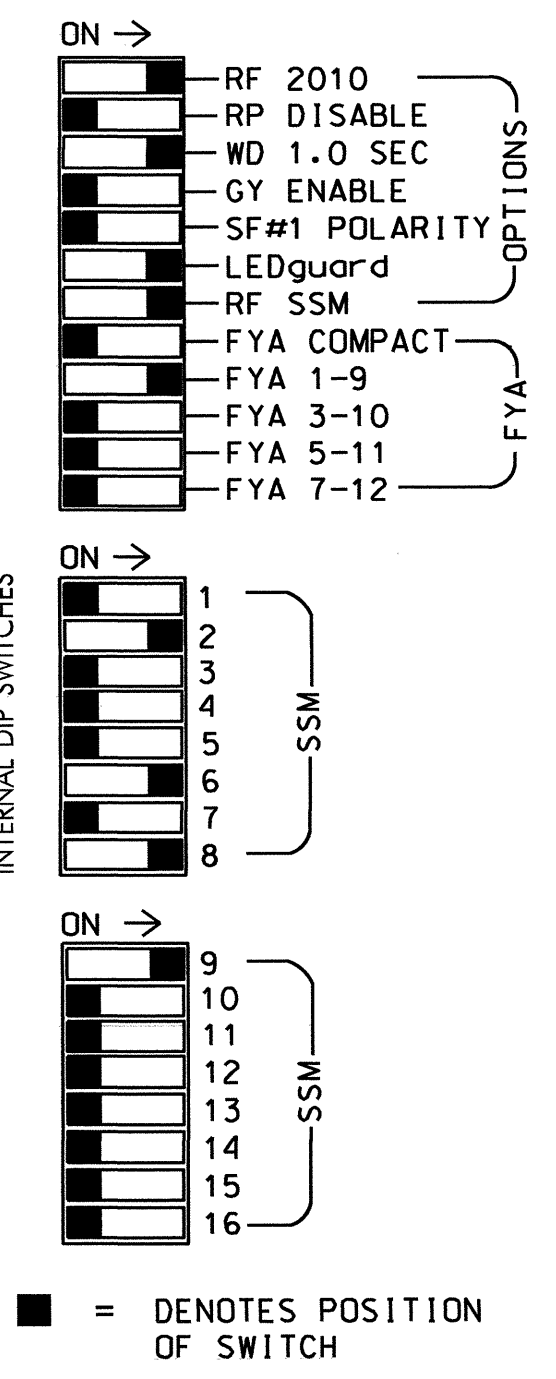 ON →
RF 2010
RP DISABLE
WD 1.0 SEC
GY ENABLE
SF#1 POLARITY
LEDguard
RF SSM
OPTIONS
FYA COMPACT
FYA 1-9
FYA 3-10
FYA 5-11
FYA 7-12
FYA
INTERNAL DIP SWITCHES
ON →
1
2
3
4
5
6
7
8
SSM
ON →
9
10
11
12
13
14
15
16
SSM
= DENOTES POSITION
OF SWITCH